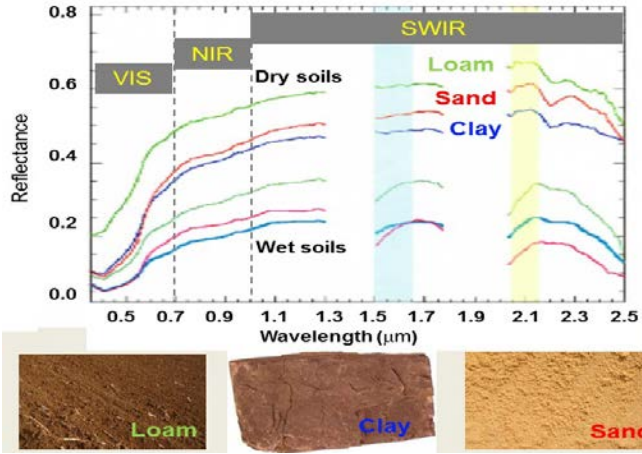 0.8
SWIR
NIR
VIS
0.6
Dry soils
Loam
Sand
Clay
Reflectance
0.4
0.2
Wet soils
0.0
0.5 0.7 0.9 1.1 1.3 1.5 1.7 1.9 2.1 2.3 2.5
Wavelength (μm)
Loam
Clay
Sand